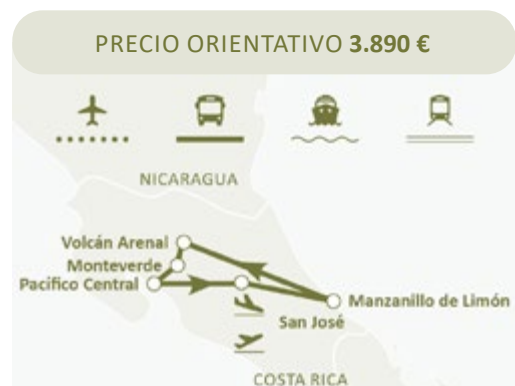 PRECIO ORIENTATIVO 3.890 €
NICARAGUA
Volcán Arenal
Monteverde
Pacífico Central
Manzanillo de Limón
San José
COSTA RICA